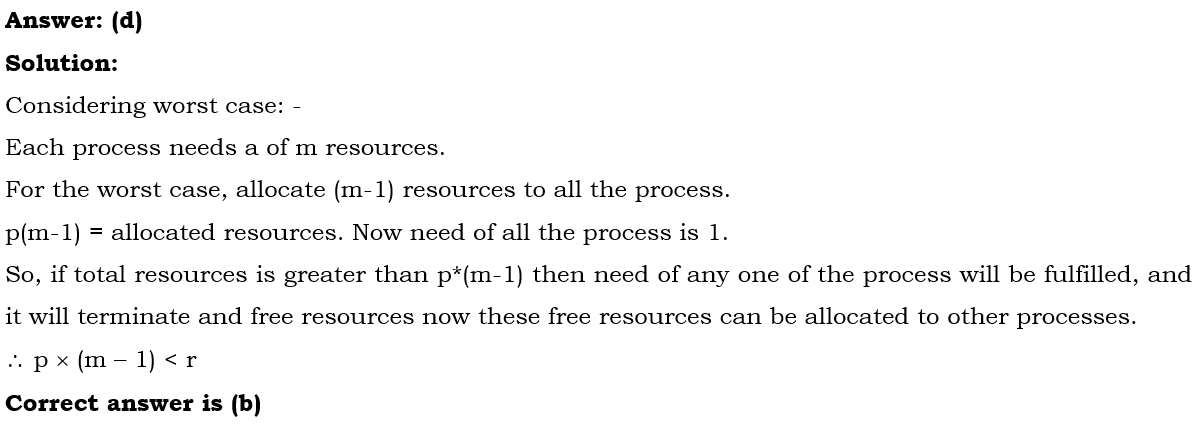 Answer: (d)
Solution:
Considering worst case: -
Each process needs a of m resources.
For the worst case, allocate (m-1) resources to all the process.
p(m-1) = allocated resources. Now need of all the process is 1.
So, if total resources is greater than p*(m-1) then need of any one of the process will be fulfilled, and
it will terminate and free resources now these free resources can be allocated to other processes.
∴ p × (m − 1) < r
Correct answer is (b)